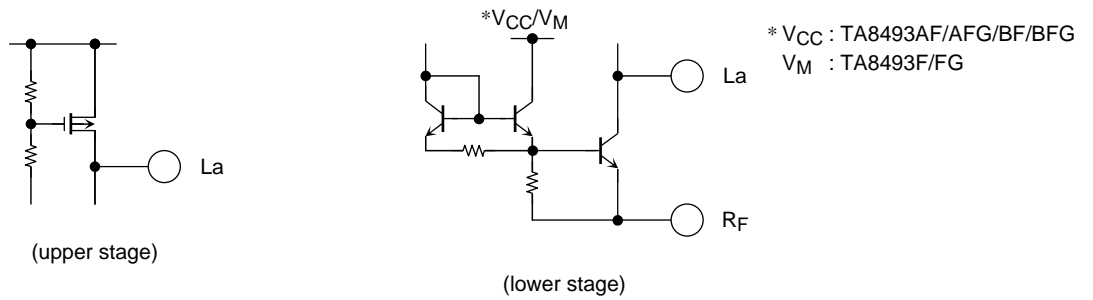 *VCC/VM
* VCC : TA8493AF/AFG/BF/BFG
VM : TA8493F/FG
La
La
RF
(upper stage)
(lower stage)